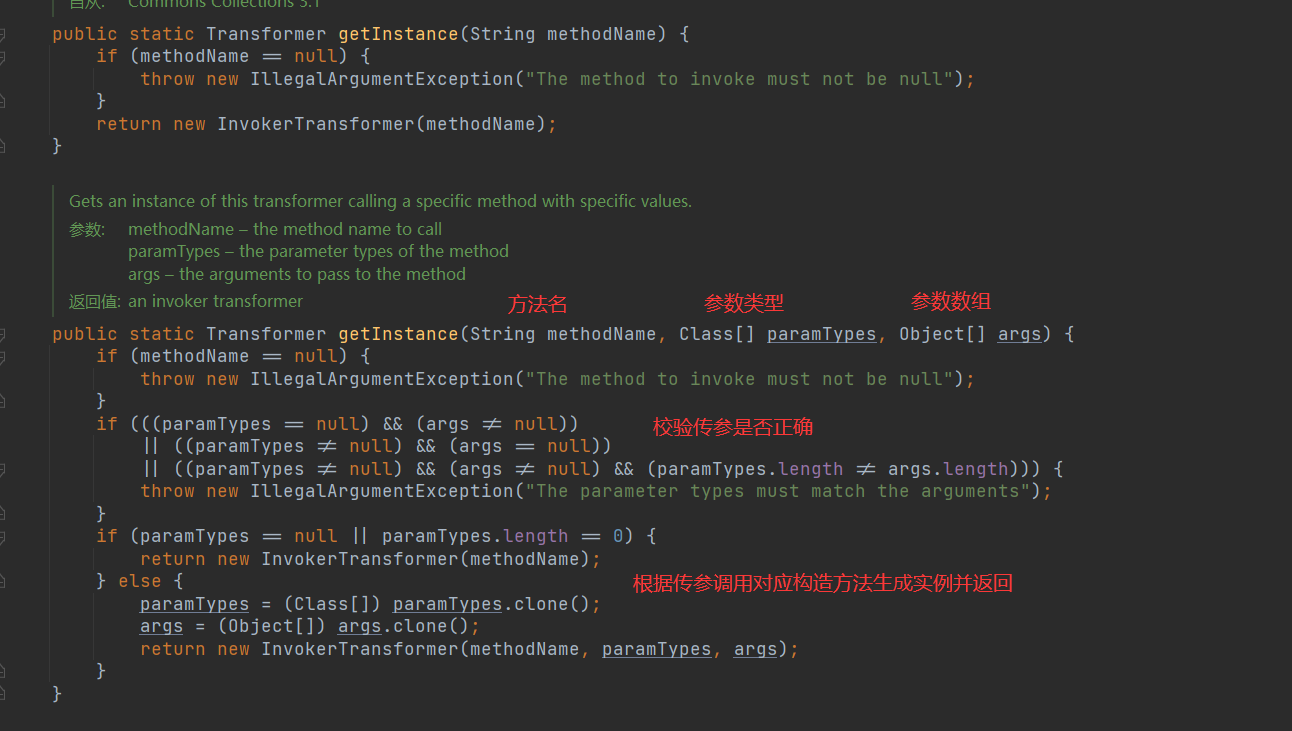 自从: Commons Collections 3.1
public static Transformer getInstance(String methodName) {
if (methodName == null) {
throw new IllegalArgumentException("The method to invoke must not be null");
}
return new InvokerTransformer(methodName);
}
Gets an instance of this transformer calling a specific method with specific values.
参数: methodName – the method name to call
paramTypes – the parameter types of the method
args – the arguments to pass to the method
返回值: an invoker transformer
方法名 参数类型 参数数组
public static Transformer getInstance(String methodName, Class[] paramTypes, Object[] args) {
if (methodName == null) {
throw new IllegalArgumentException("The method to invoke must not be null");
}
if (((paramTypes == null) && (args != null))
校验传参是否正确
|| ((paramTypes != null) && (args == null))
|| ((paramTypes != null) && (args != null) && (paramTypes.length != args.length))) {
throw new IllegalArgumentException("The parameter types must match the arguments");
}
if (paramTypes == null || paramTypes.length == 0) {
return new InvokerTransformer(methodName);
} else {
根据传参调用对应构造方法生成实例并返回
paramTypes = (Class[]) paramTypes.clone();
args = (Object[]) args.clone();
return new InvokerTransformer(methodName, paramTypes, args);
}
}